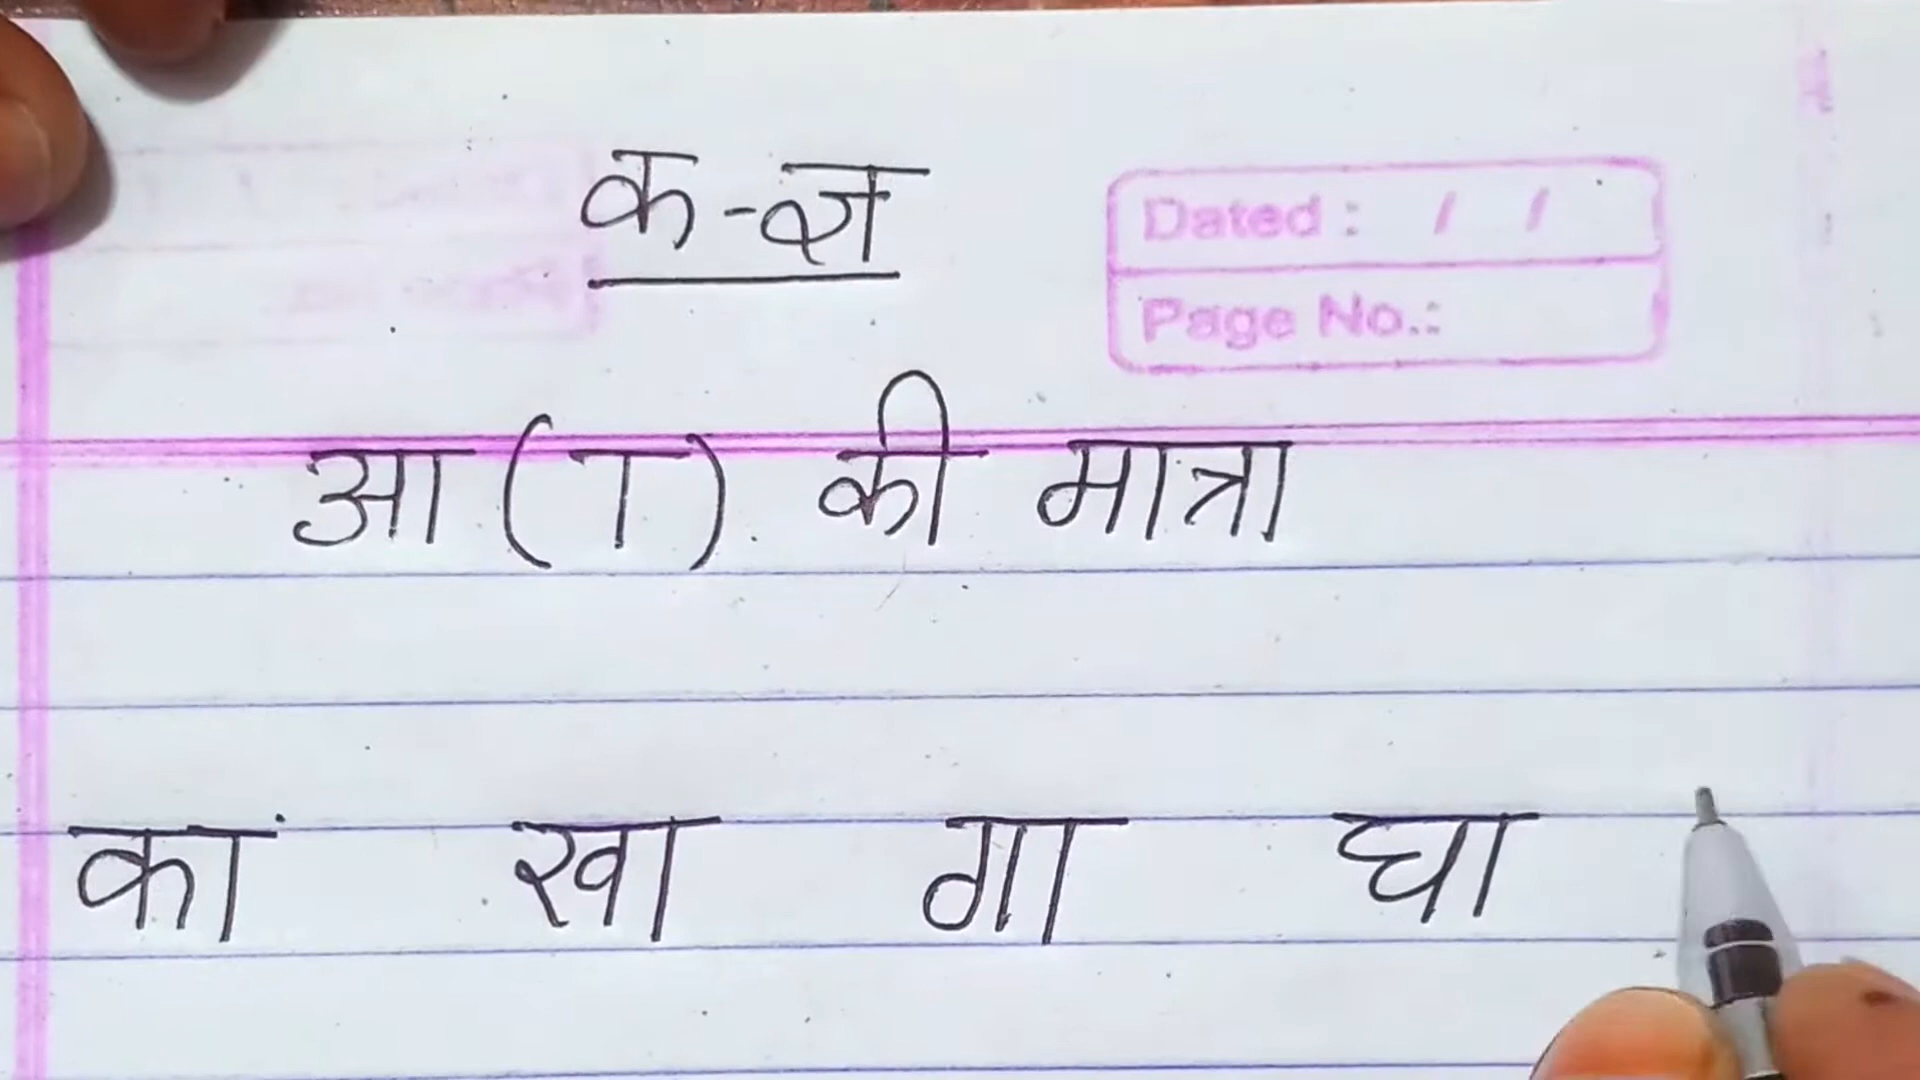 क-ज्ञ
Dated : / /
Page No.:
आ (ा) की मात्रा
का खा गा घा